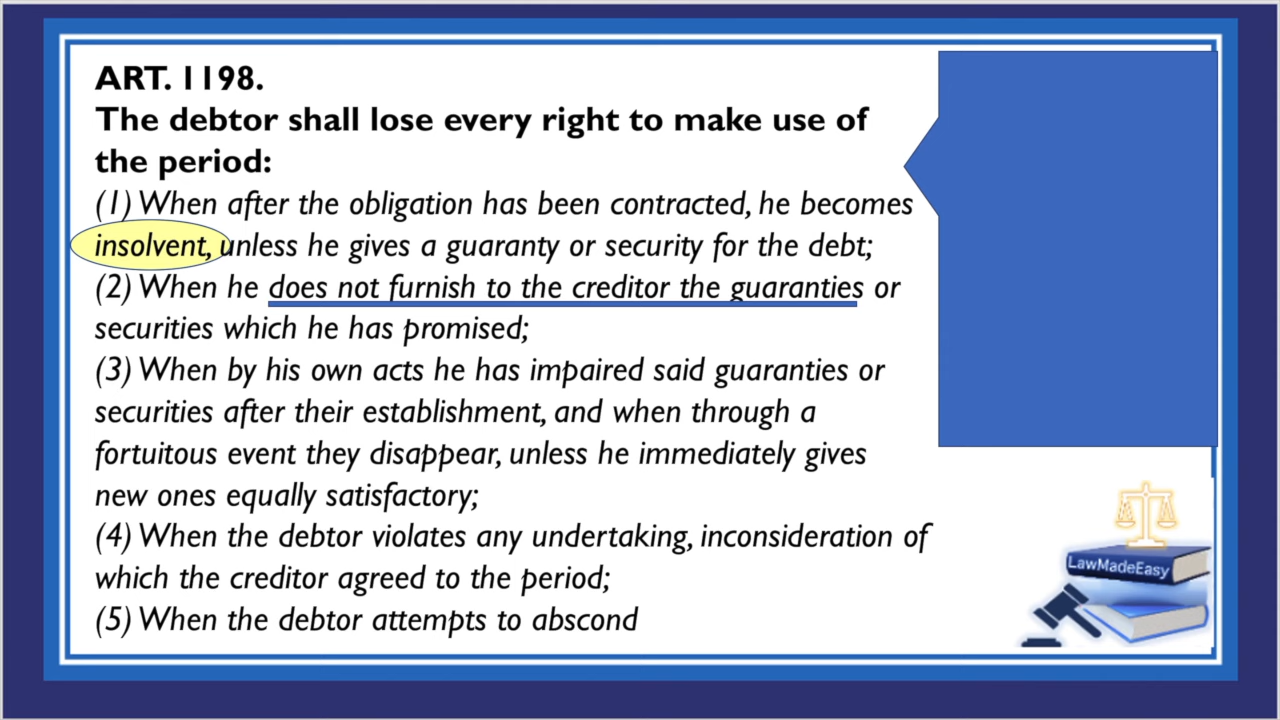 ART. 1198.
The debtor shall lose every right to make use of
the period:
(1) When after the obligation has been contracted, he becomes
insolvent, unless he gives a guaranty or security for the debt;
(2) When he does not furnish to the creditor the guaranties or
securities which he has promised;
(3) When by his own acts he has impaired said guaranties or
securities after their establishment, and when through a
fortuitous event they disappear, unless he immediately gives
new ones equally satisfactory;
(4) When the debtor violates any undertaking, inconsideration of
which the creditor agreed to the period;
(5) When the debtor attempts to abscond
LawMadeEasy